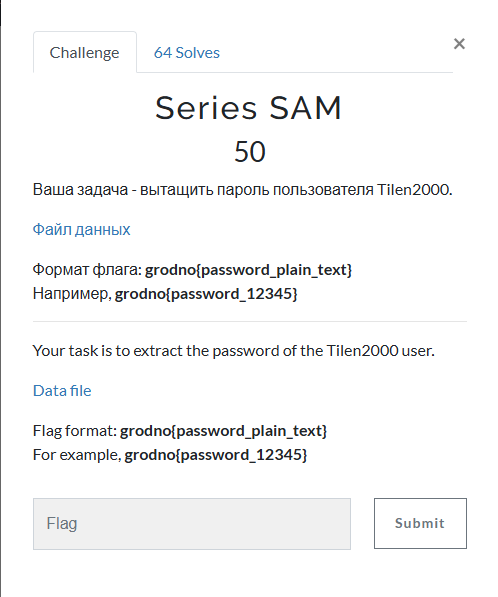 Challenge
64 Solves
×
Series SAM
50
Ваша задача - вытащить пароль пользователя Tilen2000.
Файл данных
Формат флага: grodno{password_plain_text}
Например, grodno{password_12345}
Your task is to extract the password of the Tilen2000 user.
Data file
Flag format: grodno{password_plain_text}
For example, grodno{password_12345}
Flag
Submit